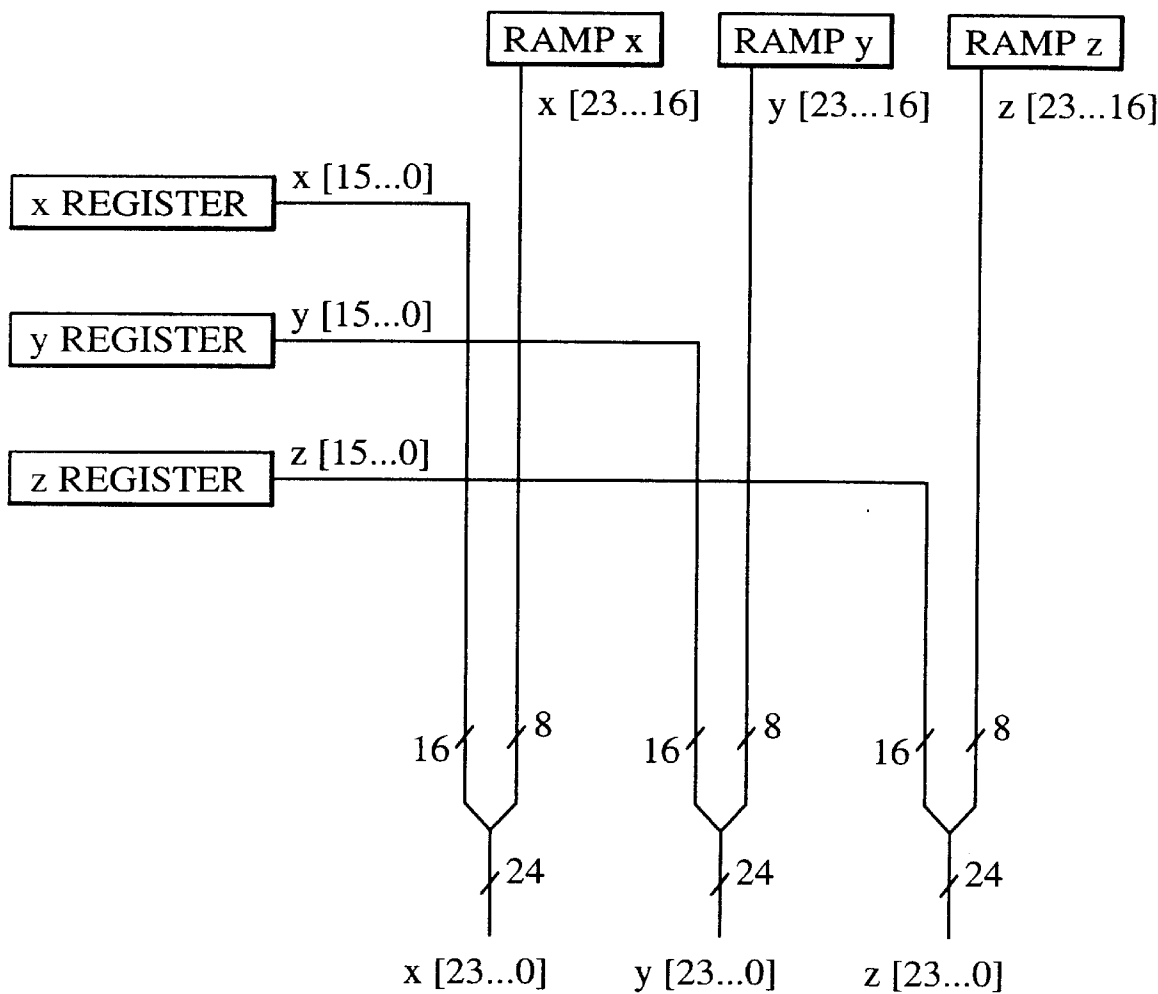 RAMP x RAMP y RAMP z
x [23...16] y [23...16] z [23...16]
x [15...0]
x REGISTER
y [15...0]
y REGISTER
z [15...0]
z REGISTER
16 8 16 8 16 8
24 24 24
x [23...0] y [23...0] z [23...0]